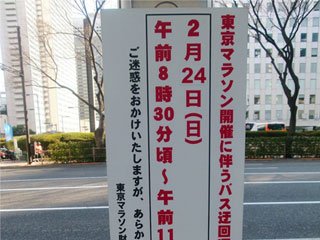 東京マラソン開催に伴うバス迂回
2月24日(日)
午前8時30分頃～午前11
ご迷惑をおかけいたしますが、あらか
東京マラソン財